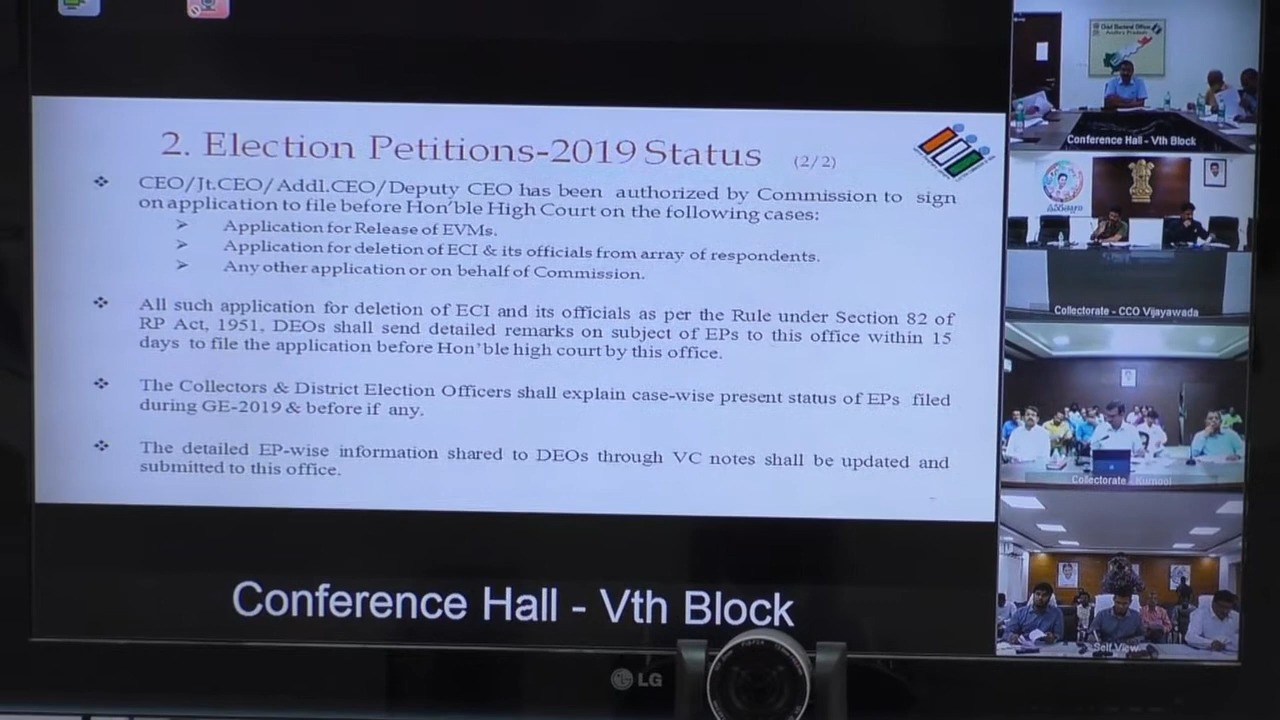 2. Election Petitions-2019 Status (2/2)
CEO/Jt.CEO/Addl.CEO/Deputy CEO has been authorized by Commission to sign
on application to file before Hon'ble High Court on the following cases:
Application for Release of EVMs.
Application for deletion of ECI & its officials from array of respondents.
Any other application or on behalf of Commission.
All such application for deletion of ECI and its officials as per the Rule under Section 82 of
RP Act, 1951, DEOs shall send detailed remarks on subject of EPs to this office within 15
days to file the application before Hon'ble high court by this office.
The Collectors & District Election Officers shall explain case-wise present status of EPs filed
during GE-2019 & before if any.
The detailed EP-wise information shared to DEOs through VC notes shall be updated and
submitted to this office.
Conference Hall - Vth Block
LG
Chief Electoral Officer
Andhra Pradesh
Conference Hall - Vth Block
Collectorate - CCO Vijayawada
Collectorate - Kurnool
Self View